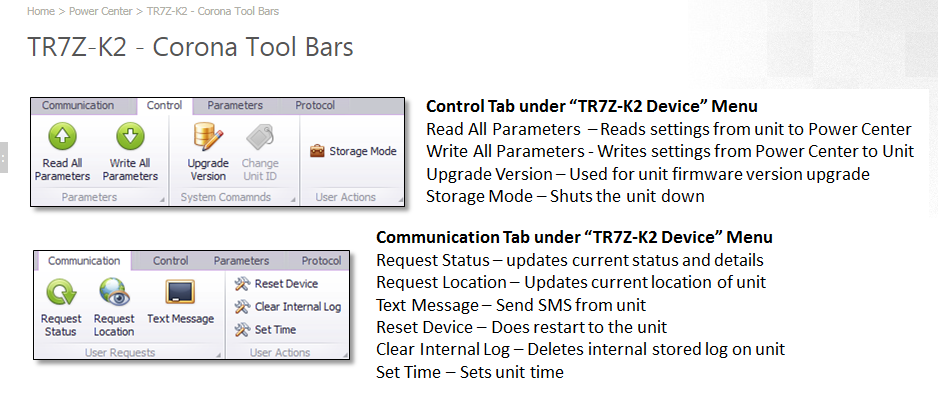 Home > Power Center > TR7Z-K2 - Corona Tool Bars
TR7Z-K2 - Corona Tool Bars
Communication Control Parameters Protocol
Read All Parameters
Write All Parameters
Upgrade Version
Change Unit ID
Storage Mode
Parameters System Comamnds User Actions
Control Tab under “TR7Z-K2 Device” Menu
Read All Parameters – Reads settings from unit to Power Center
Write All Parameters - Writes settings from Power Center to Unit
Upgrade Version – Used for unit firmware version upgrade
Storage Mode – Shuts the unit down
Communication Control Parameters Protocol
Request Status
Request Location
Text Message
Reset Device
Clear Internal Log
Set Time
User Requests User Actions
Communication Tab under “TR7Z-K2 Device” Menu
Request Status – updates current status and details
Request Location – Updates current location of unit
Text Message – Send SMS from unit
Reset Device – Does restart to the unit
Clear Internal Log – Deletes internal stored log on unit
Set Time – Sets unit time